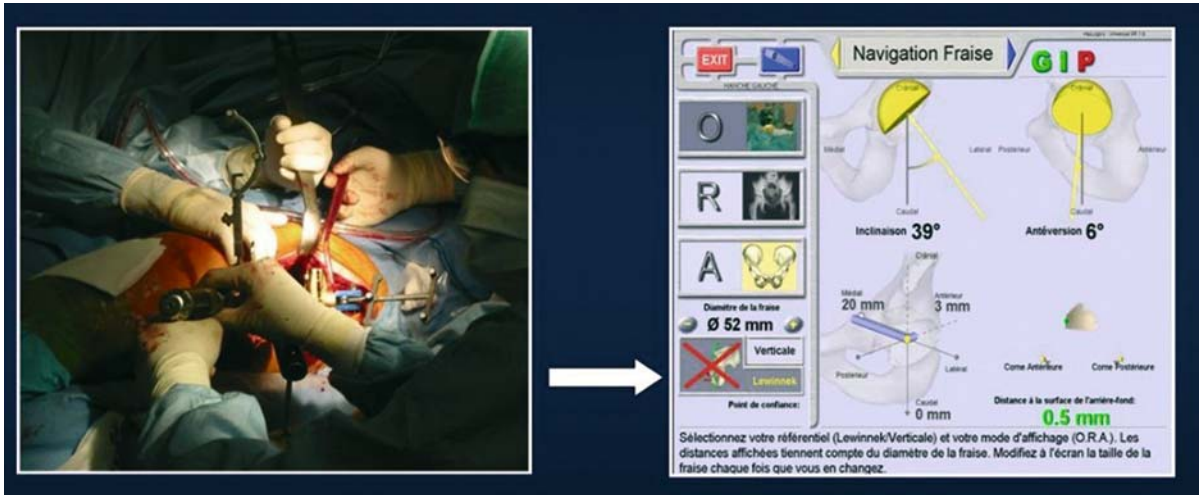 EXIT
Navigation Fraise
G I P
HANCHE GAUCHE
O
R
A
Diamètre de la fraise
Ø 52 mm
Verticale
Lewinnek
Point de confiance:
Crânial
Médial
Latéral
Caudal
Inclinaison 39°
Crânial
Postérieur
Antérieur
Caudal
Antéversion 6°
Crânial
Médial
20 mm
Antérieur
3 mm
Postérieur
Latéral
Caudal
0 mm
Corne Antérieure
Corne Postérieure
Distance à la surface de l'arrière-fond:
0.5 mm
Sélectionnez votre référentiel (Lewinnek/Verticale) et votre mode d'affichage (O.R.A.). Les
distances affichées tiennent compte du diamètre de la fraise. Modifiez à l'écran la taille de la
fraise chaque fois que vous en changez.